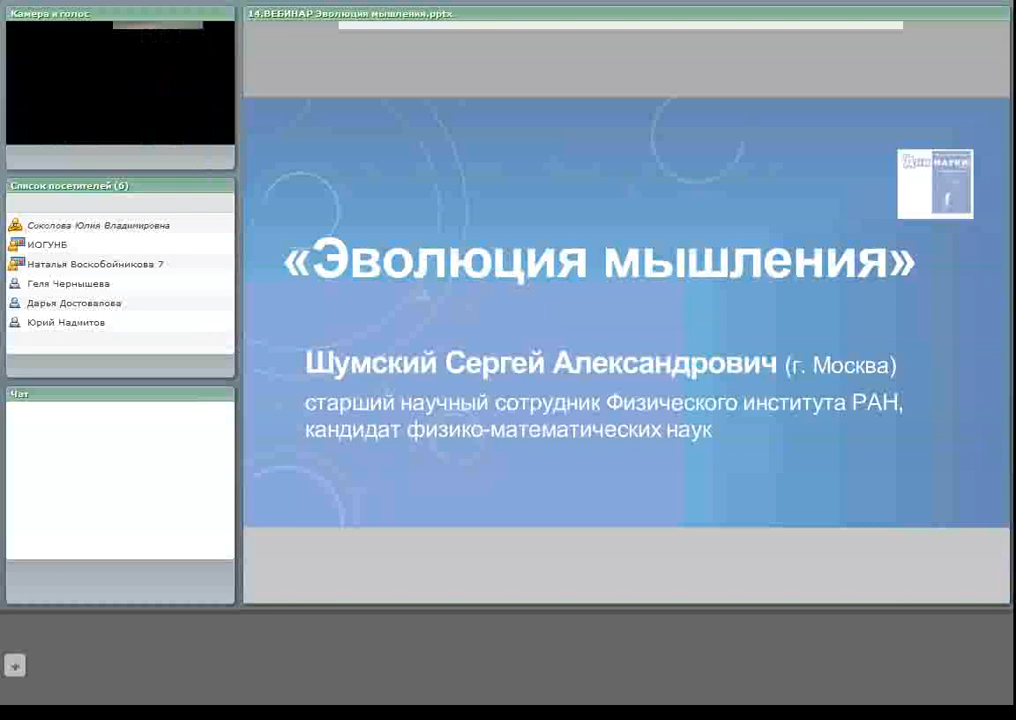 Камера и голос
14.ВЕБИНАР Эволюция мышления.pptx
Список посетителей (6)
Соколова Юлия Владимировна
ИОГУНБ
Наталья Воскобойникова 7
Геля Чернышева
Дарья Достовалова
Юрий Надмитов
Чат
Дни НАУКИ
«Эволюция мышления»
Шумский Сергей Александрович (г. Москва)
старший научный сотрудник Физического института РАН,
кандидат физико-математических наук